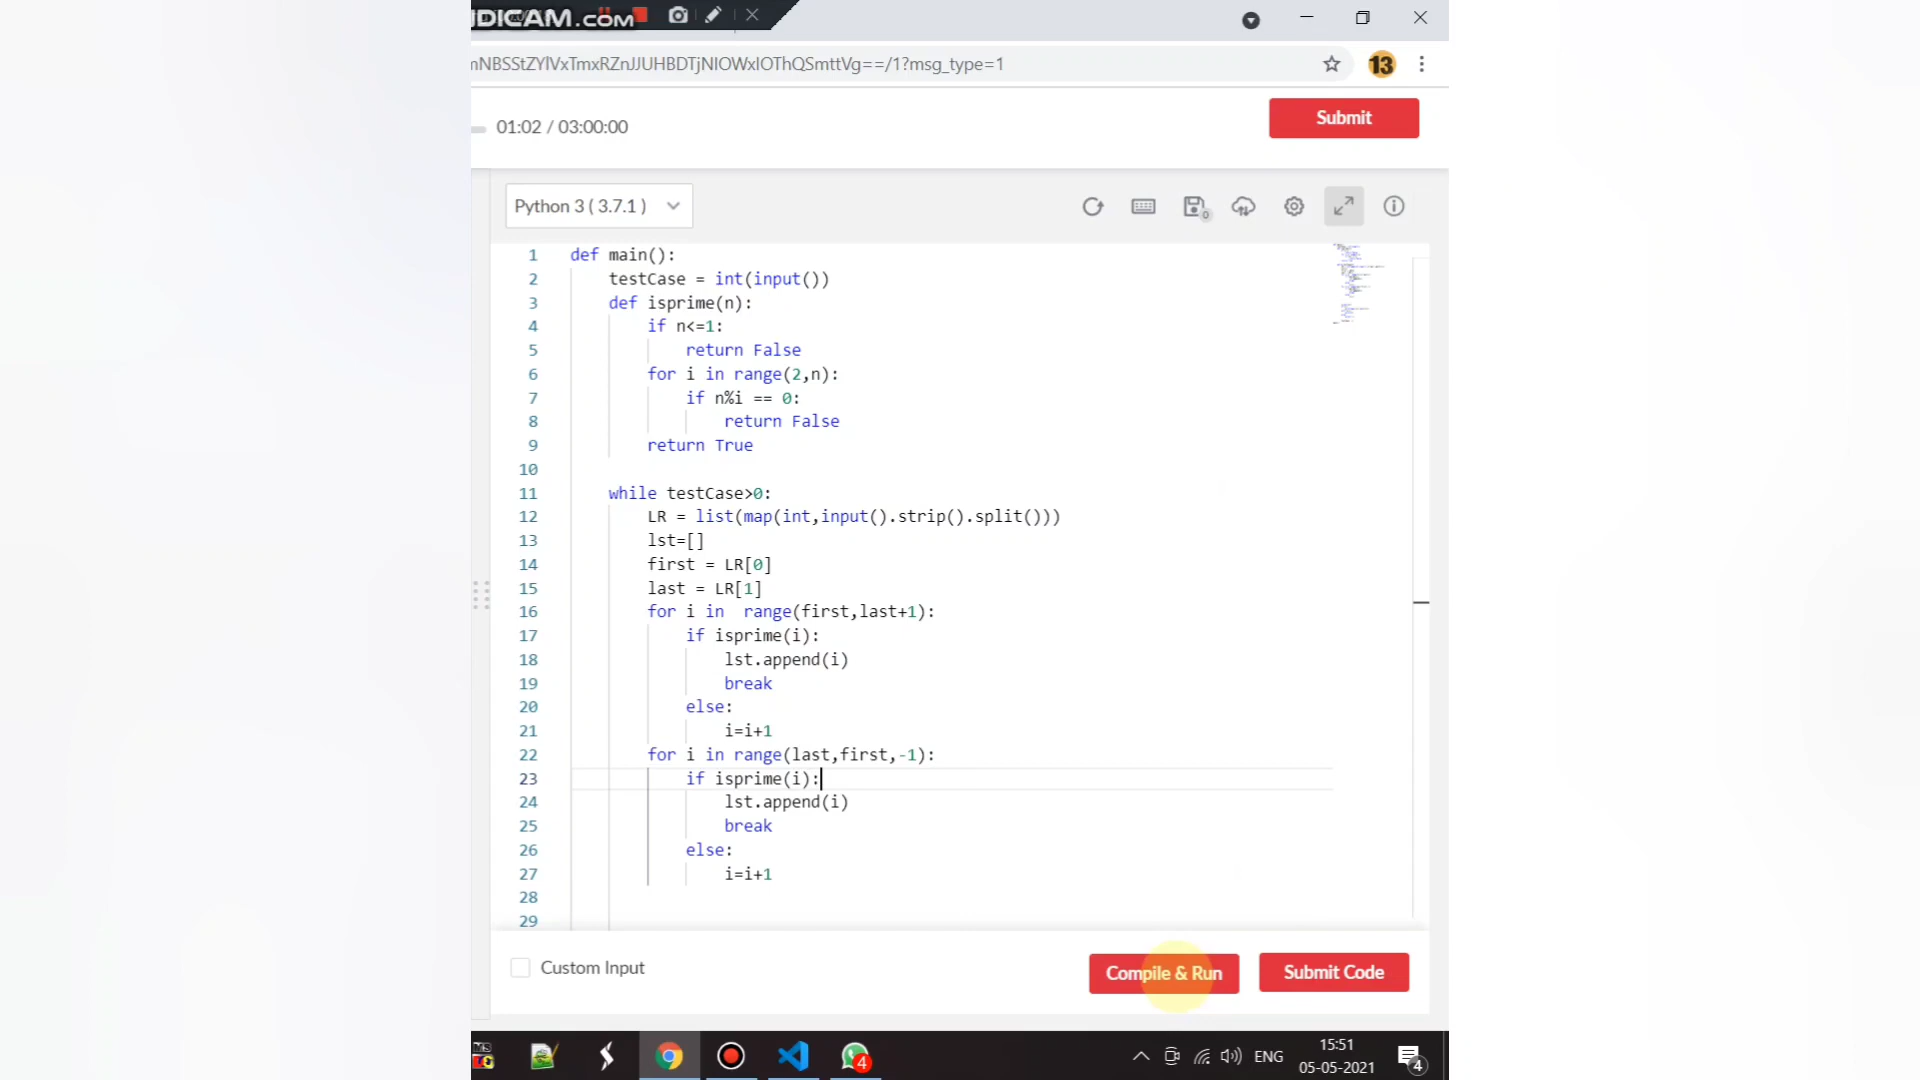 DICAM.COM
nNBSStZYlVxTmxRZnJJUHBDTjNIOWxIOThQSmttVg==/1?msg_type=1
13
01:02 / 03:00:00
Submit
Python 3 ( 3.7.1 )
0
1 def main():
2 testCase = int(input())
3 def isprime(n):
4 if n<=1:
5 return False
6 for i in range(2,n):
7 if n%i == 0:
8 return False
9 return True
10
11 while testCase>0:
12 LR = list(map(int,input().strip().split()))
13 lst=[]
14 first = LR[0]
15 last = LR[1]
16 for i in  range(first,last+1):
17 if isprime(i):
18 lst.append(i)
19 break
20 else:
21 i=i+1
22 for i in range(last,first,-1):
23 if isprime(i):
24 lst.append(i)
25 break
26 else:
27 i=i+1
28
29
Custom Input
Compile & Run
Submit Code
4
ENG
15:51
05-05-2021
4